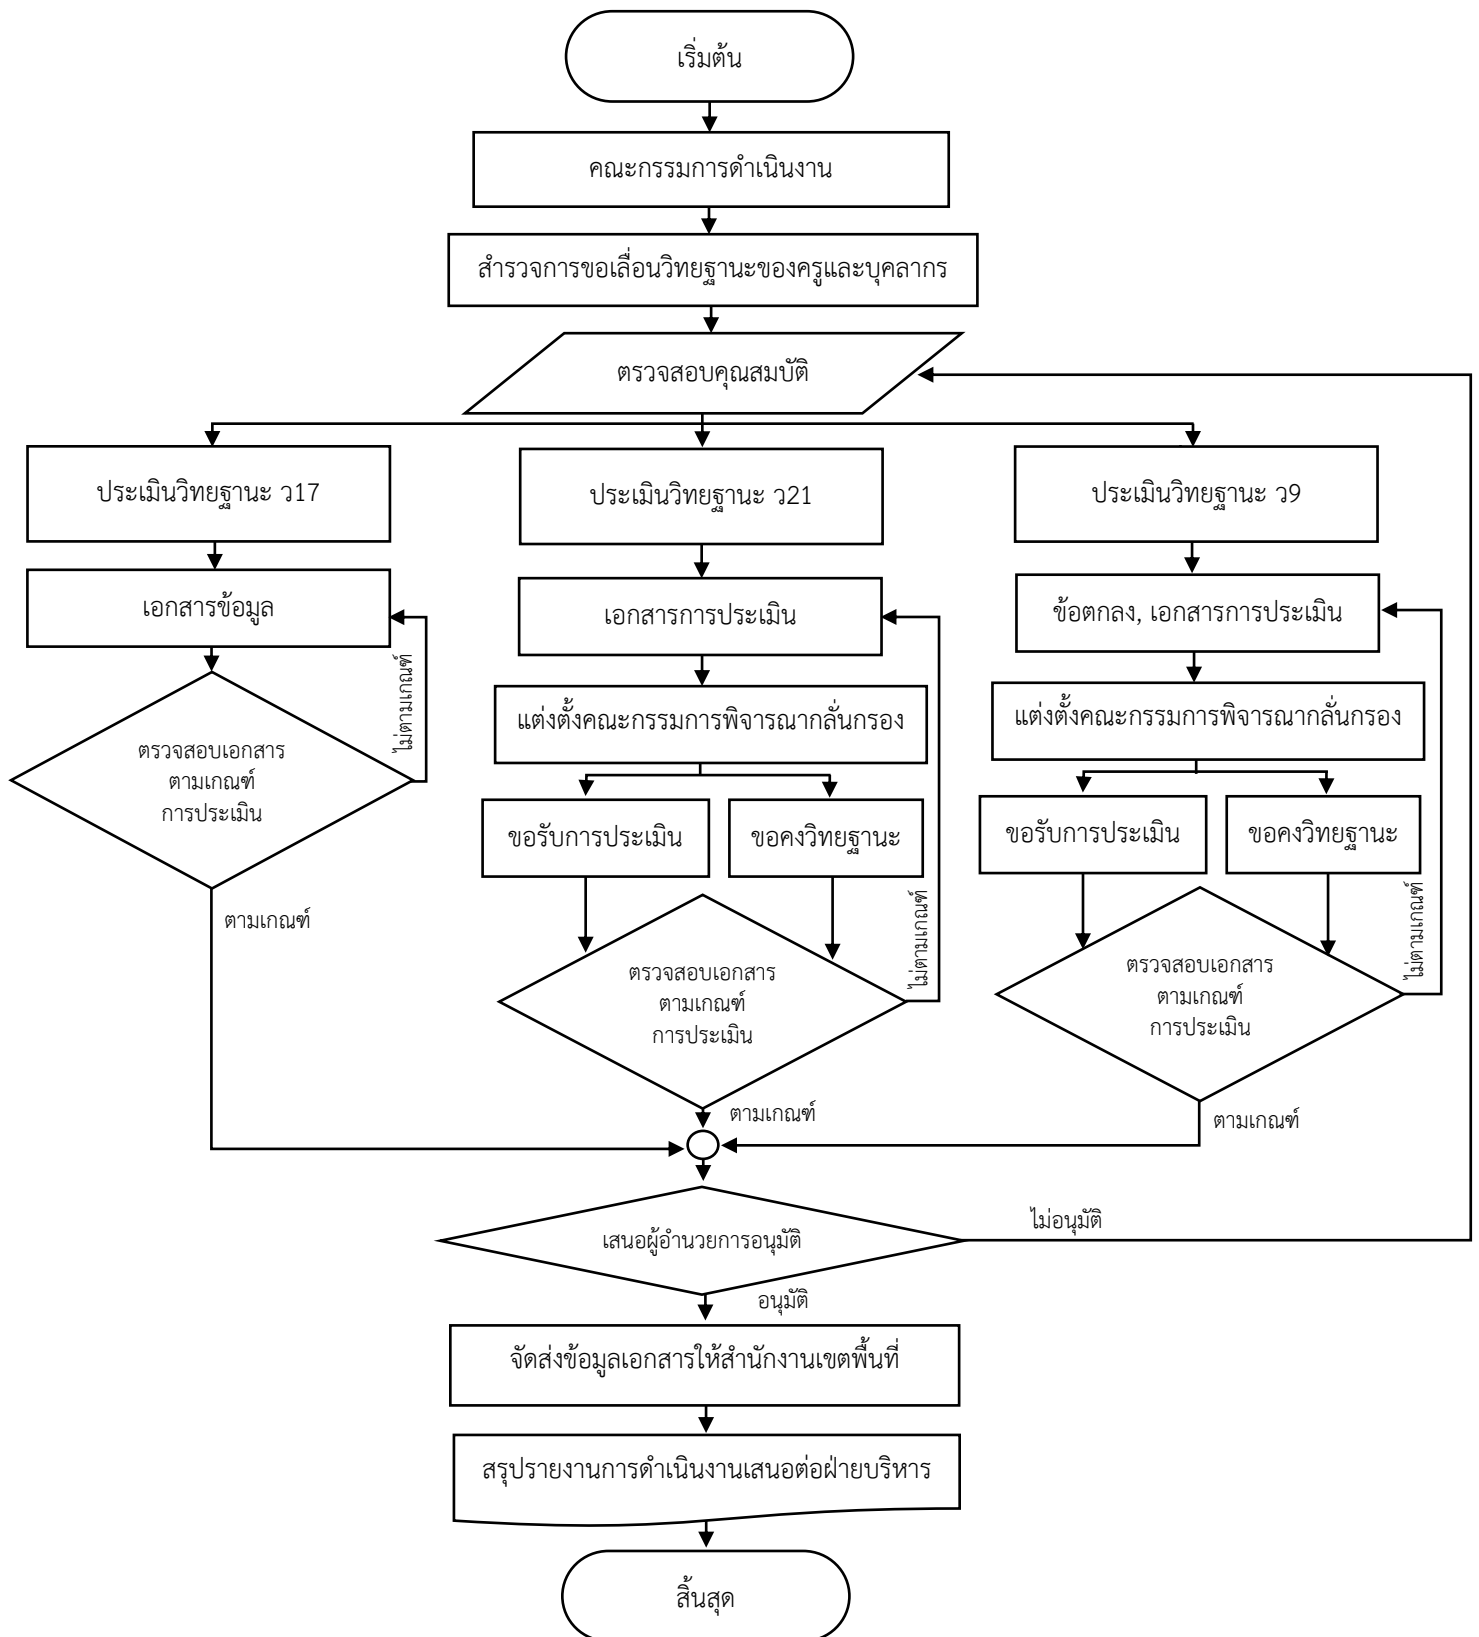 เริ่มต้น
คณะกรรมการดำเนินงาน
สำรวจการขอเลื่อนวิทยฐานะของครูและบุคลากร
ตรวจสอบคุณสมบัติ
ประเมินวิทยฐานะ ว17
ประเมินวิทยฐานะ ว21
ประเมินวิทยฐานะ ว9
เอกสารข้อมูล
เอกสารการประเมิน
ข้อตกลง, เอกสารการประเมิน
ไม่ตามเกณฑ์
แต่งตั้งคณะกรรมการพิจารณากลั่นกรอง
แต่งตั้งคณะกรรมการพิจารณากลั่นกรอง
ตรวจสอบเอกสาร
ตามเกณฑ์
การประเมิน
ขอรับการประเมิน
ขอคงวิทยฐานะ
ขอรับการประเมิน
ขอคงวิทยฐานะ
ตามเกณฑ์
ไม่ตามเกณฑ์
ไม่ตามเกณฑ์
ตรวจสอบเอกสาร
ตามเกณฑ์
การประเมิน
ตรวจสอบเอกสาร
ตามเกณฑ์
การประเมิน
ตามเกณฑ์
ตามเกณฑ์
เสนอผู้อำนวยการอนุมัติ
ไม่อนุมัติ
อนุมัติ
จัดส่งข้อมูลเอกสารให้สำนักงานเขตพื้นที่
สรุปรายงานการดำเนินงานเสนอต่อฝ่ายบริหาร
สิ้นสุด